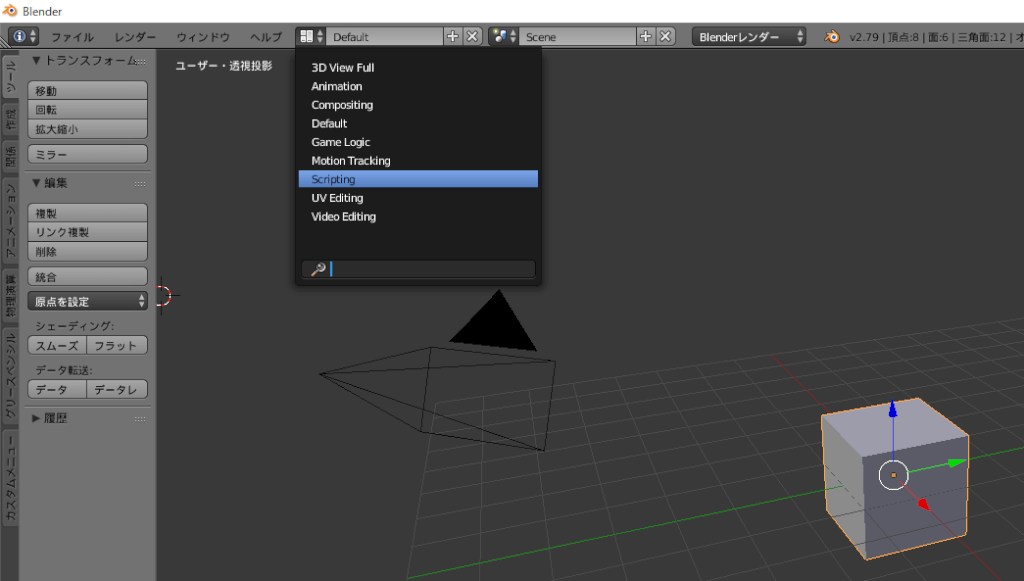 Blender
ファイル レンダー ウィンドウ ヘルプ Default Scene Blenderレンダー v2.79 | 頂点:8 | 面:6 | 三角面:12 | オ
ユーザー・透視投影
ツール
作成
関係
アニメーション
物理演算
グリースペンシル
カスタムメニュー
▼トランスフォーム
移動
回転
拡大縮小
ミラー
▼編集
複製
リンク複製
削除
統合
原点を設定
シェーディング:
スムーズ フラット
データ転送:
データ データレ
▶履歴
3D View Full
Animation
Compositing
Default
Game Logic
Motion Tracking
Scripting
UV Editing
Video Editing